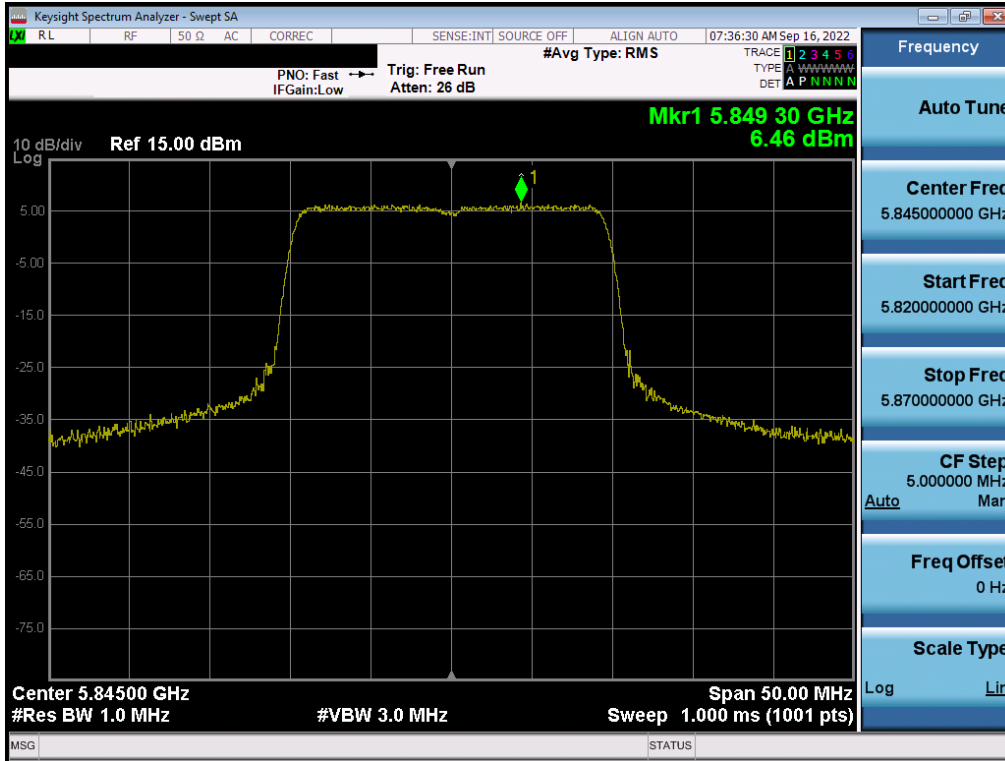 Keysight Spectrum Analyzer - Swept SA
LXI RL RF 50 Ω AC CORREC SENSE:INT SOURCE OFF ALIGN AUTO 07:36:30 AM Sep 16, 2022
#Avg Type: RMS
TRACE 1 2 3 4 5 6
PNO: Fast Trig: Free Run
TYPE A WWWWW
IFGain:Low Atten: 26 dB
DET A P N N N N
Mkr1 5.849 30 GHz
6.46 dBm
10 dB/div Ref 15.00 dBm
Log
1
5.00
-5.00
-15.0
-25.0
-35.0
-45.0
-55.0
-65.0
-75.0
Center 5.84500 GHz Span 50.00 MHz
#Res BW 1.0 MHz #VBW 3.0 MHz Sweep 1.000 ms (1001 pts)
MSG STATUS
Frequency
Auto Tune
Center Freq
5.845000000 GHz
Start Freq
5.820000000 GHz
Stop Freq
5.870000000 GHz
CF Step
5.000000 MHz
Auto Man
Freq Offset
0 Hz
Scale Type
Log Lin